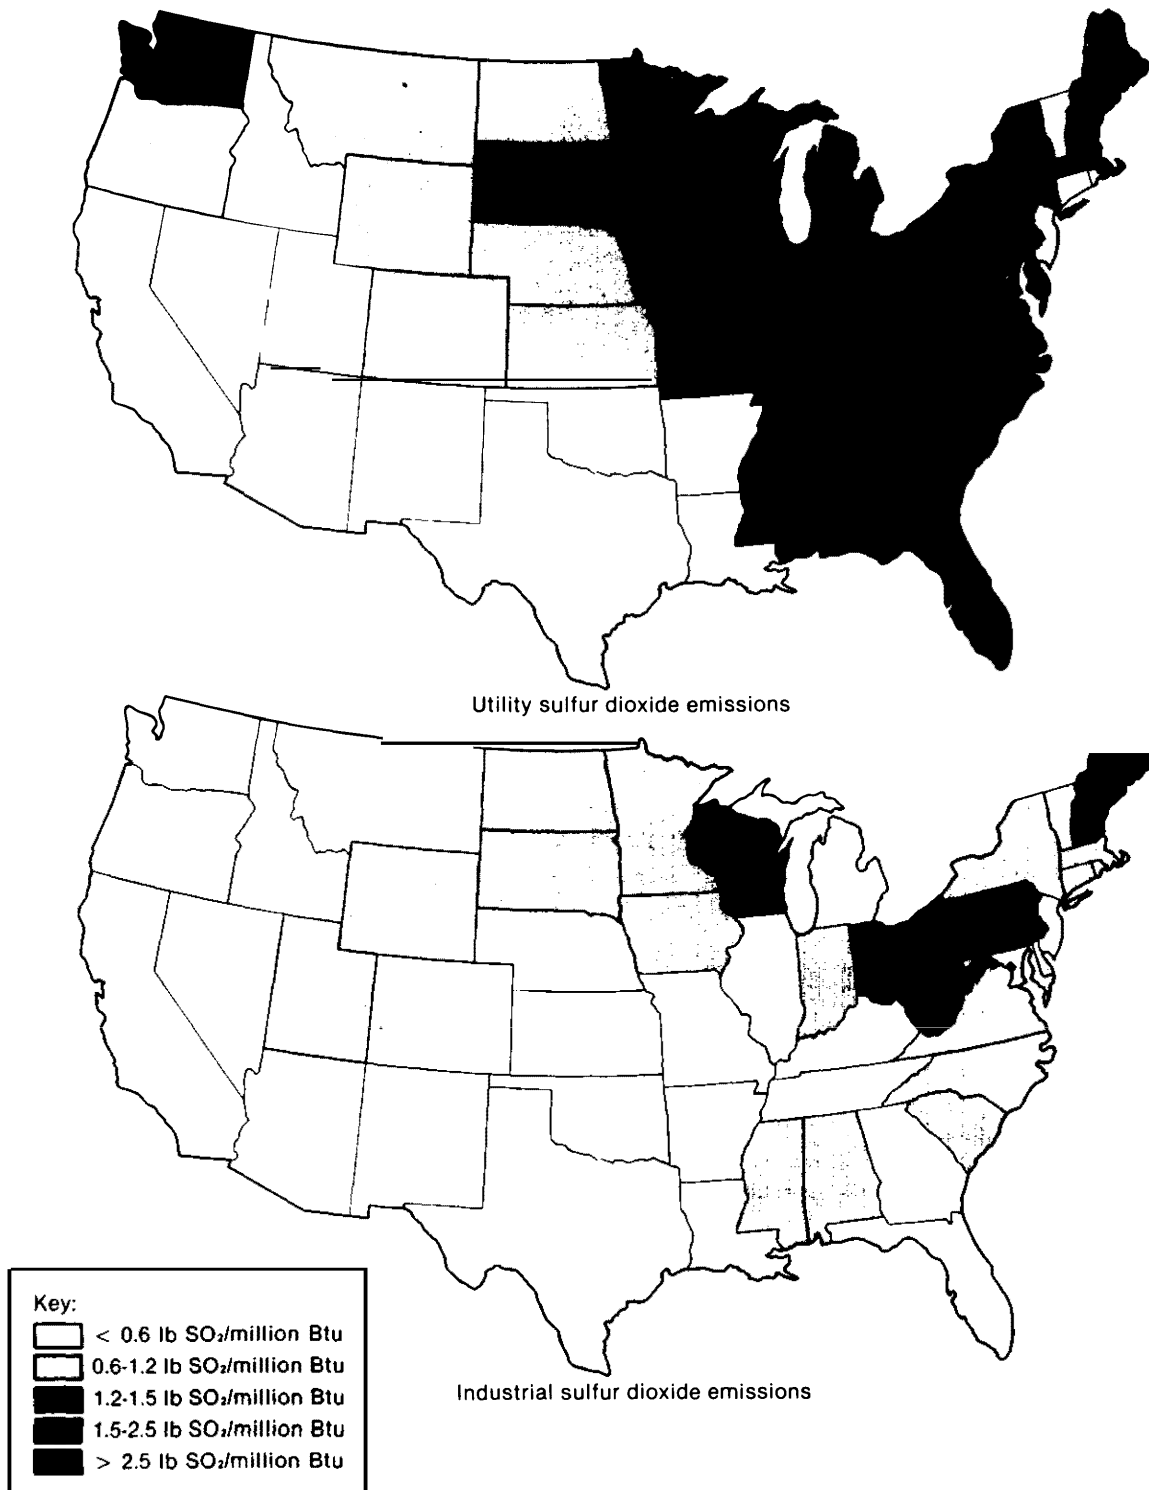 Utility sulfur dioxide emissions
Industrial sulfur dioxide emissions
Key:
< 0.6 lb SO₂/million Btu
0.6-1.2 lb SO₂/million Btu
1.2-1.5 lb SO₂/million Btu
1.5-2.5 lb SO₂/million Btu
> 2.5 lb SO₂/million Btu